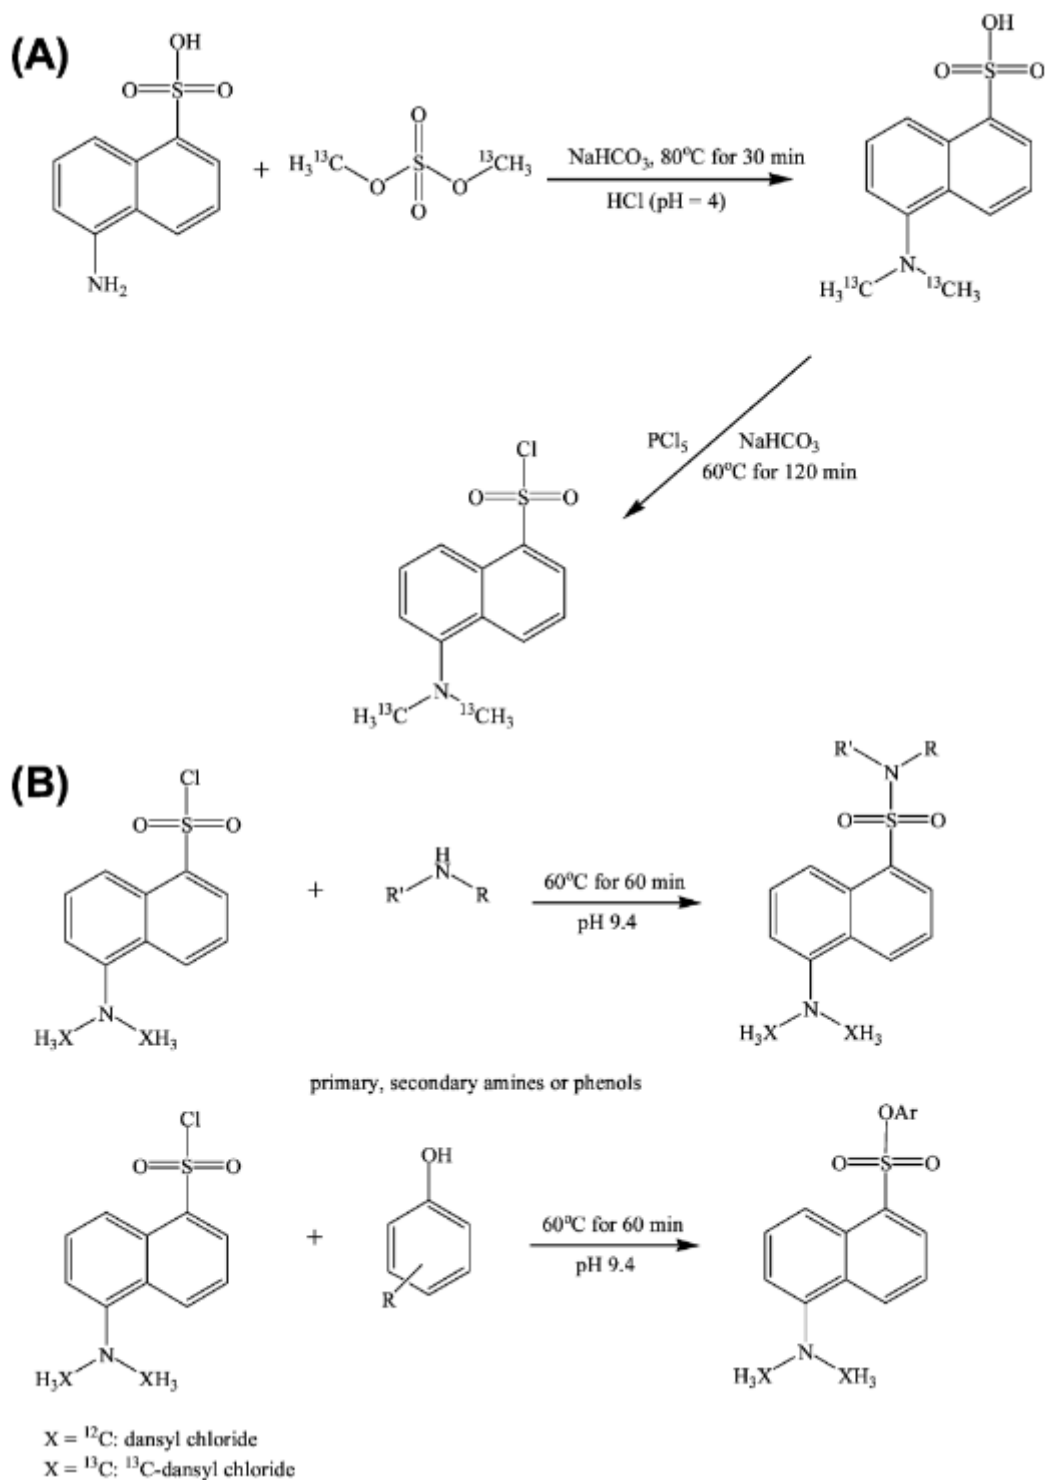 (A)
OH
O S O
NH₂
+
H₃¹³C O S O ¹³CH₃
O
O
NaHCO₃, 80°C for 30 min
HCl (pH = 4)
OH
O S O
N
H₃¹³C ¹³CH₃
PCl₅ NaHCO₃
60°C for 120 min
Cl
O S O
N
H₃¹³C ¹³CH₃
(B)
Cl
O S O
N
H₃X XH₃
+
H
R' N R
60°C for 60 min
pH 9.4
R' N R
O S O
N
H₃X XH₃
primary, secondary amines or phenols
Cl
O S O
N
H₃X XH₃
+
OH
R
60°C for 60 min
pH 9.4
OAr
O S O
N
H₃X XH₃
X = ¹²C: dansyl chloride
X = ¹³C: ¹³C-dansyl chloride